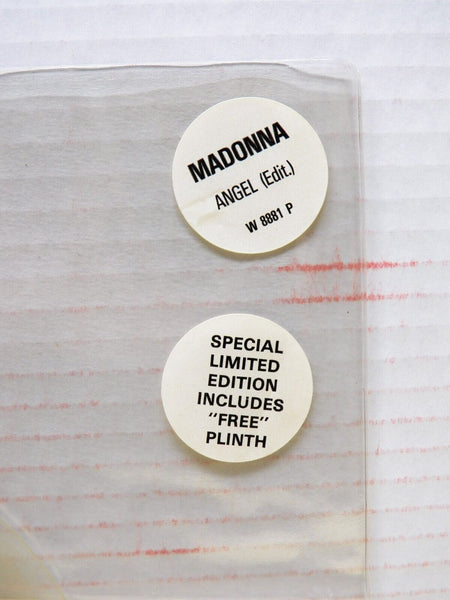 MADONNA
ANGEL (Edit.)
W 8881 P
SPECIAL
LIMITED
EDITION
INCLUDES
"FREE"
PLINTH